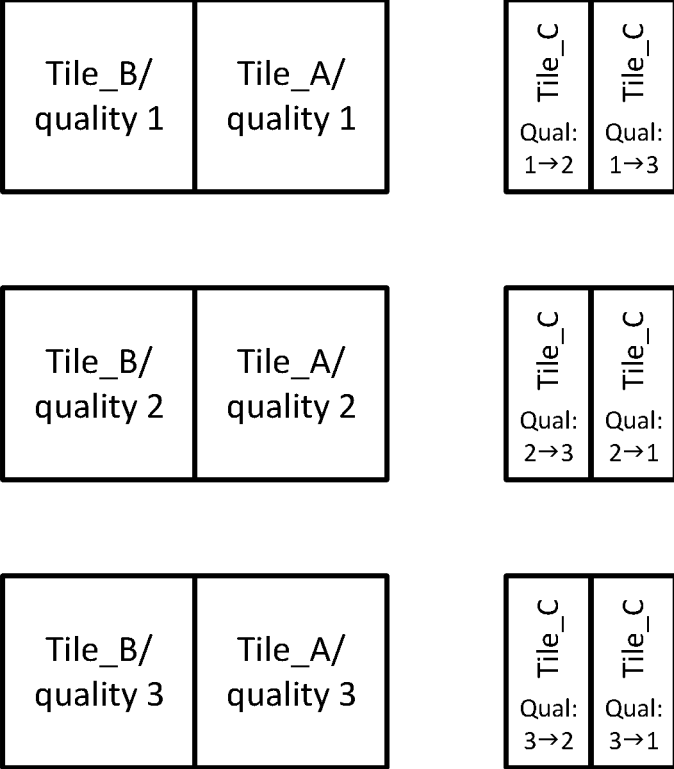 Tile_B/
quality 1
Tile_A/
quality 1
Tile_C
Qual:
1→2
Tile_C
Qual:
1→3
Tile_B/
quality 2
Tile_A/
quality 2
Tile_C
Qual:
2→3
Tile_C
Qual:
2→1
Tile_B/
quality 3
Tile_A/
quality 3
Tile_C
Qual:
3→2
Tile_C
Qual:
3→1